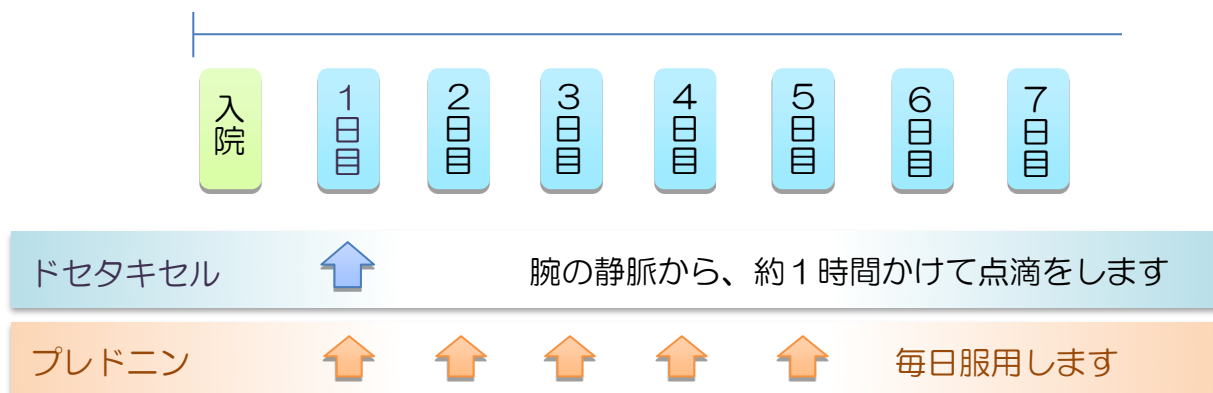 入院
１日目
２日目
３日目
４日目
５日目
６日目
７日目
ドセタキセル
腕の静脈から、約１時間かけて点滴をします
プレドニン
毎日服用します